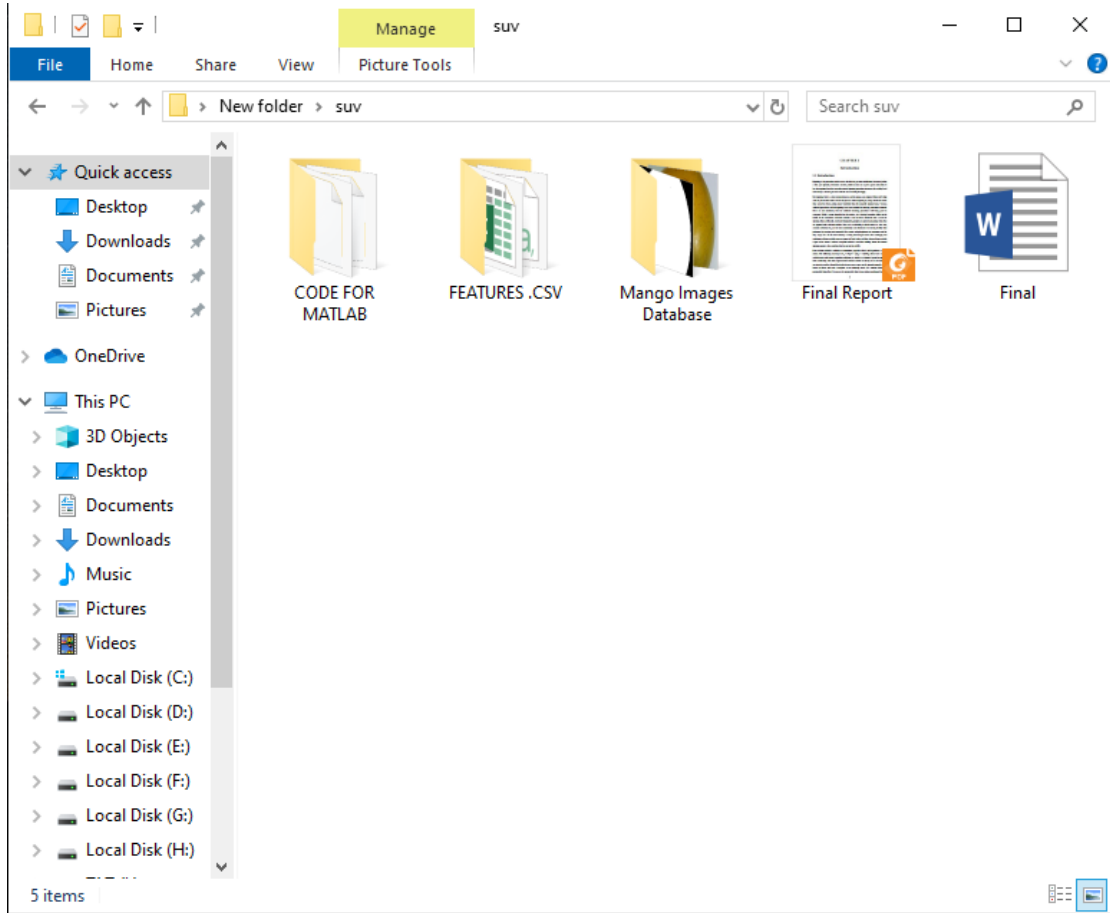 Manage
suv
File
Home
Share
View
Picture Tools
New folder
suv
Search suv
Quick access
Desktop
Downloads
Documents
Pictures
OneDrive
This PC
3D Objects
Desktop
Documents
Downloads
Music
Pictures
Videos
Local Disk (C:)
Local Disk (D:)
Local Disk (E:)
Local Disk (F:)
Local Disk (G:)
Local Disk (H:)
CODE FOR
MATLAB
FEATURES .CSV
Mango Images
Database
Final Report
Final
W
PDF
5 items